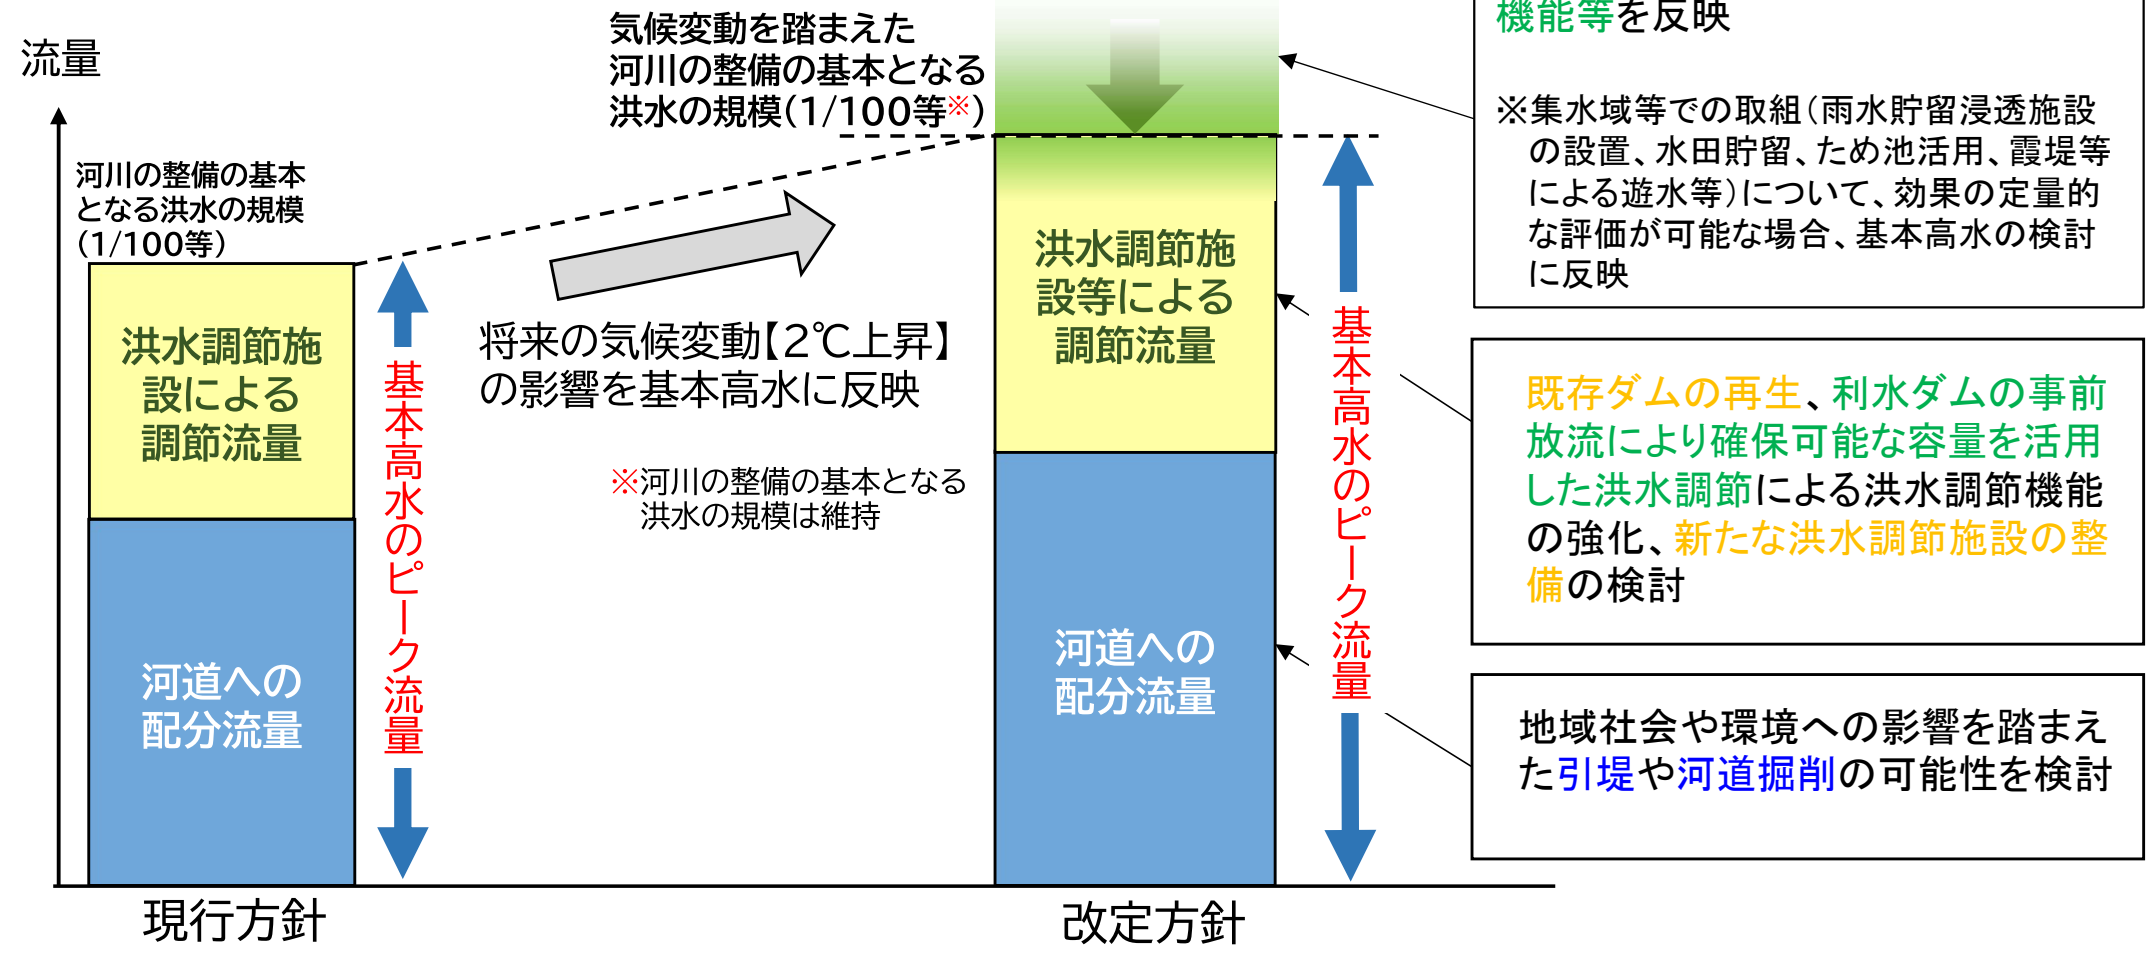 流量
河川の整備の基本
となる洪水の規模
（1/100等）
洪水調節施
設による
調節流量
河道への
配分流量
基本高水のピーク流量
現行方針
気候変動を踏まえた
河川の整備の基本となる
洪水の規模（1/100等※）
将来の気候変動【2℃上昇】
の影響を基本高水に反映
※河川の整備の基本となる
洪水の規模は維持
洪水調節施
設等による
調節流量
河道への
配分流量
基本高水のピーク流量
改定方針
機能等を反映
※集水域等での取組（雨水貯留浸透施設
の設置、水田貯留、ため池活用、霞堤等
による遊水等）について、効果の定量的
な評価が可能な場合、基本高水の検討
に反映
既存ダムの再生、利水ダムの事前
放流により確保可能な容量を活用
した洪水調節による洪水調節機能
の強化、新たな洪水調節施設の整
備の検討
地域社会や環境への影響を踏まえ
た引堤や河道掘削の可能性を検討